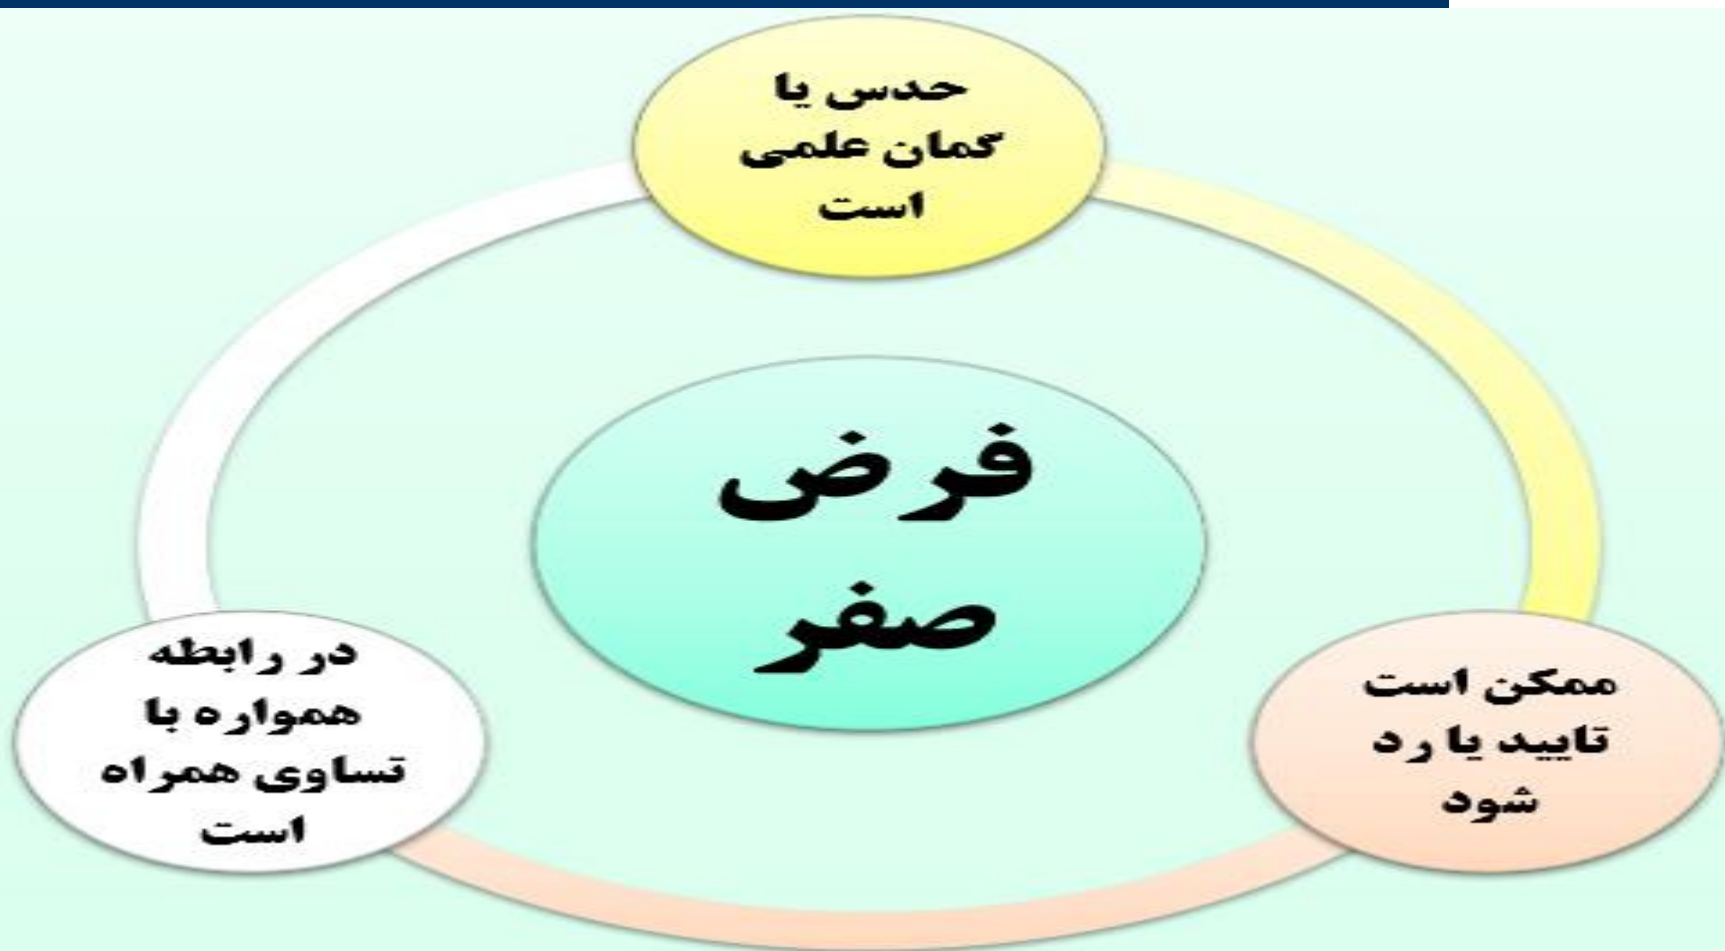 حدس یا
گمان علمی
است
فرض
صفر
ممکن است
تایید یا رد
شود
در رابطه
همواره با
تساوی همراه
است